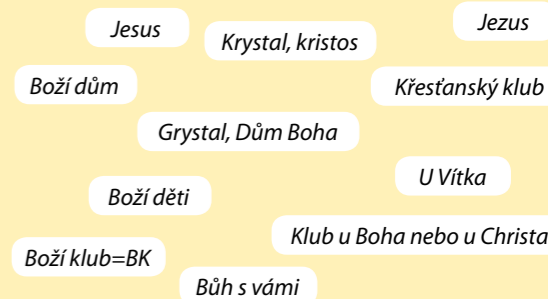 Jesus
Krystal, kristos
Jezus
Boží dům
Křesťanský klub
Grystal, Dům Boha
U Vítka
Boží děti
Klub u Boha nebo u Christa
Boží klub=BK
Bůh s vámi